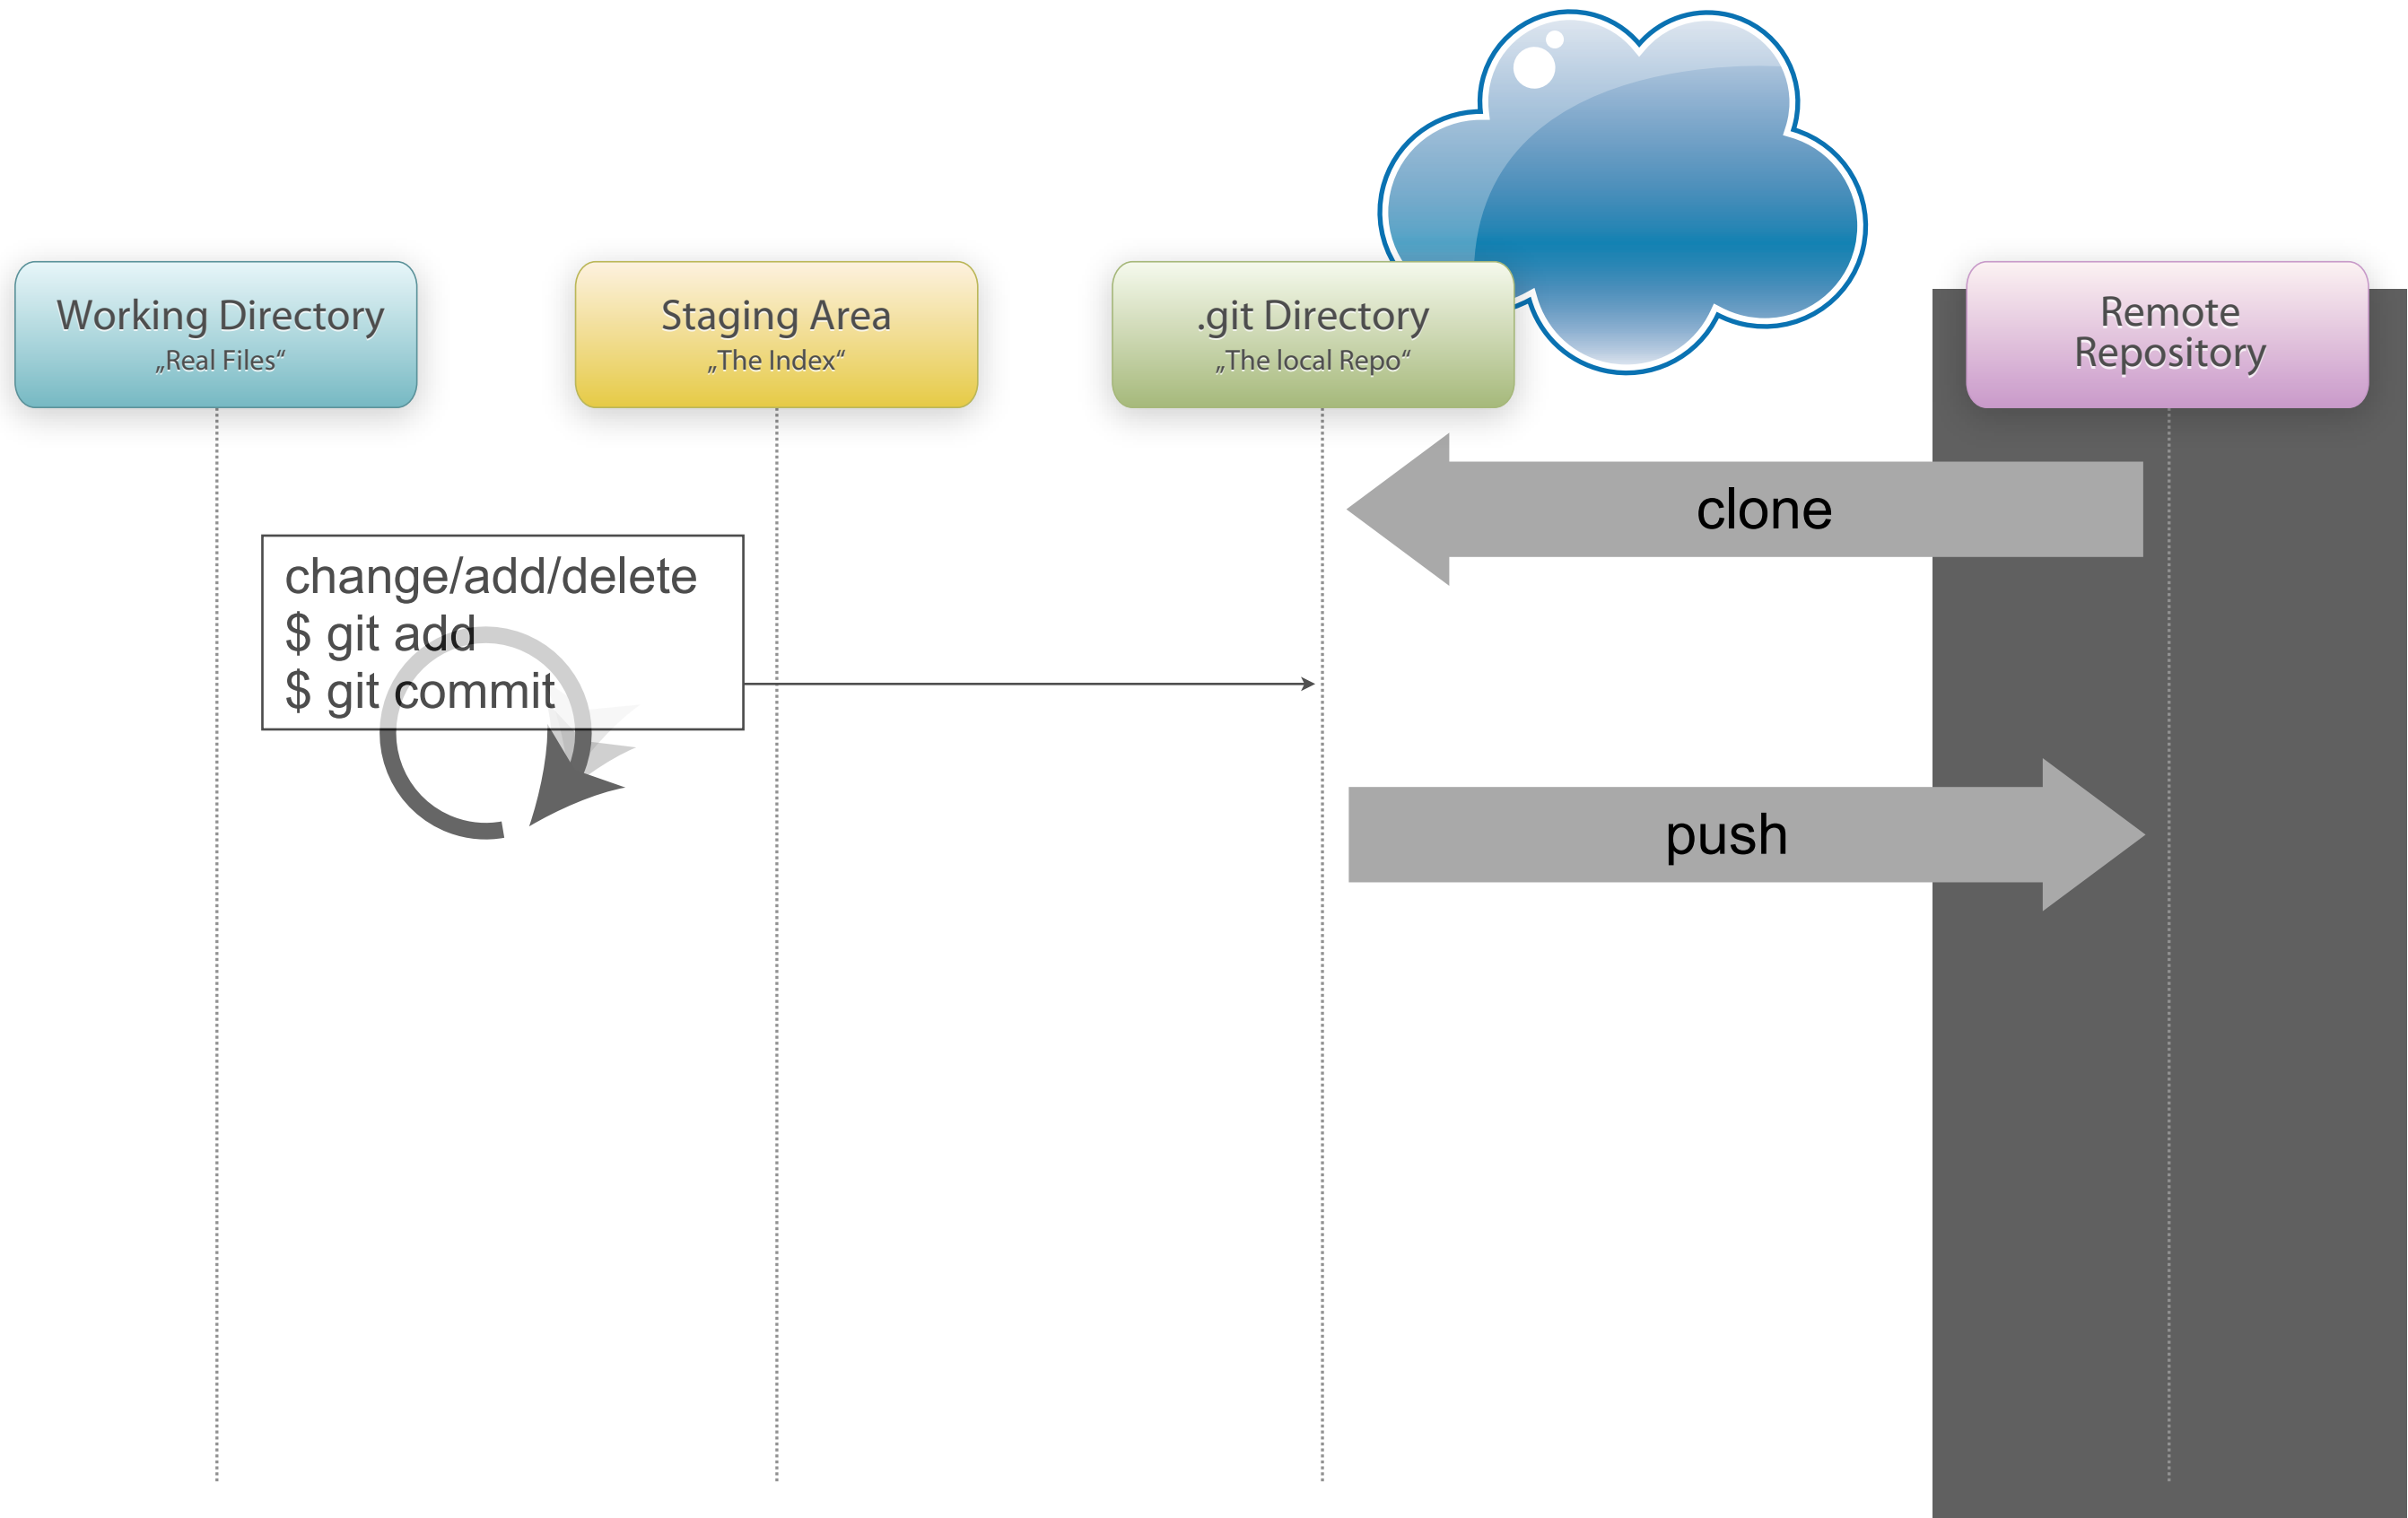 Working Directory
„Real Files“
Staging Area
„The Index“
.git Directory
„The local Repo“
Remote
Repository
clone
change/add/delete
$ git add
$ git commit
push